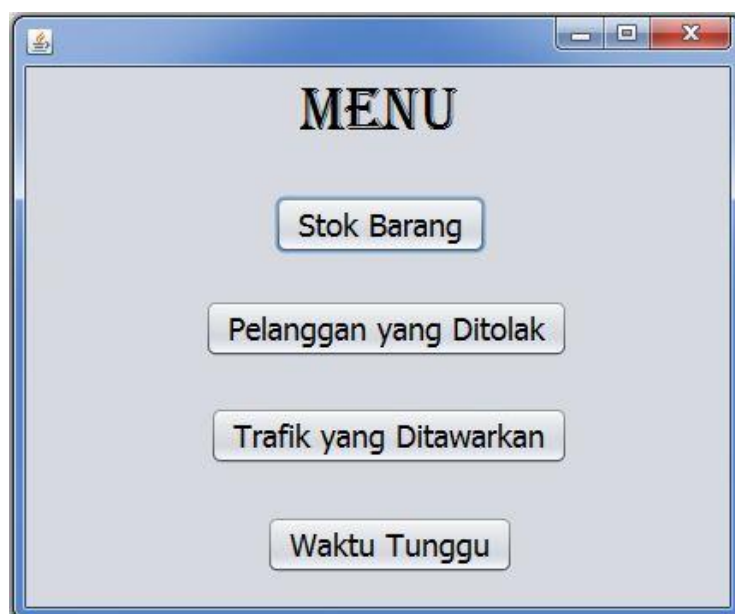 MENU
Stok Barang
Pelanggan yang Ditolak
Trafik yang Ditawarkan
Waktu Tunggu